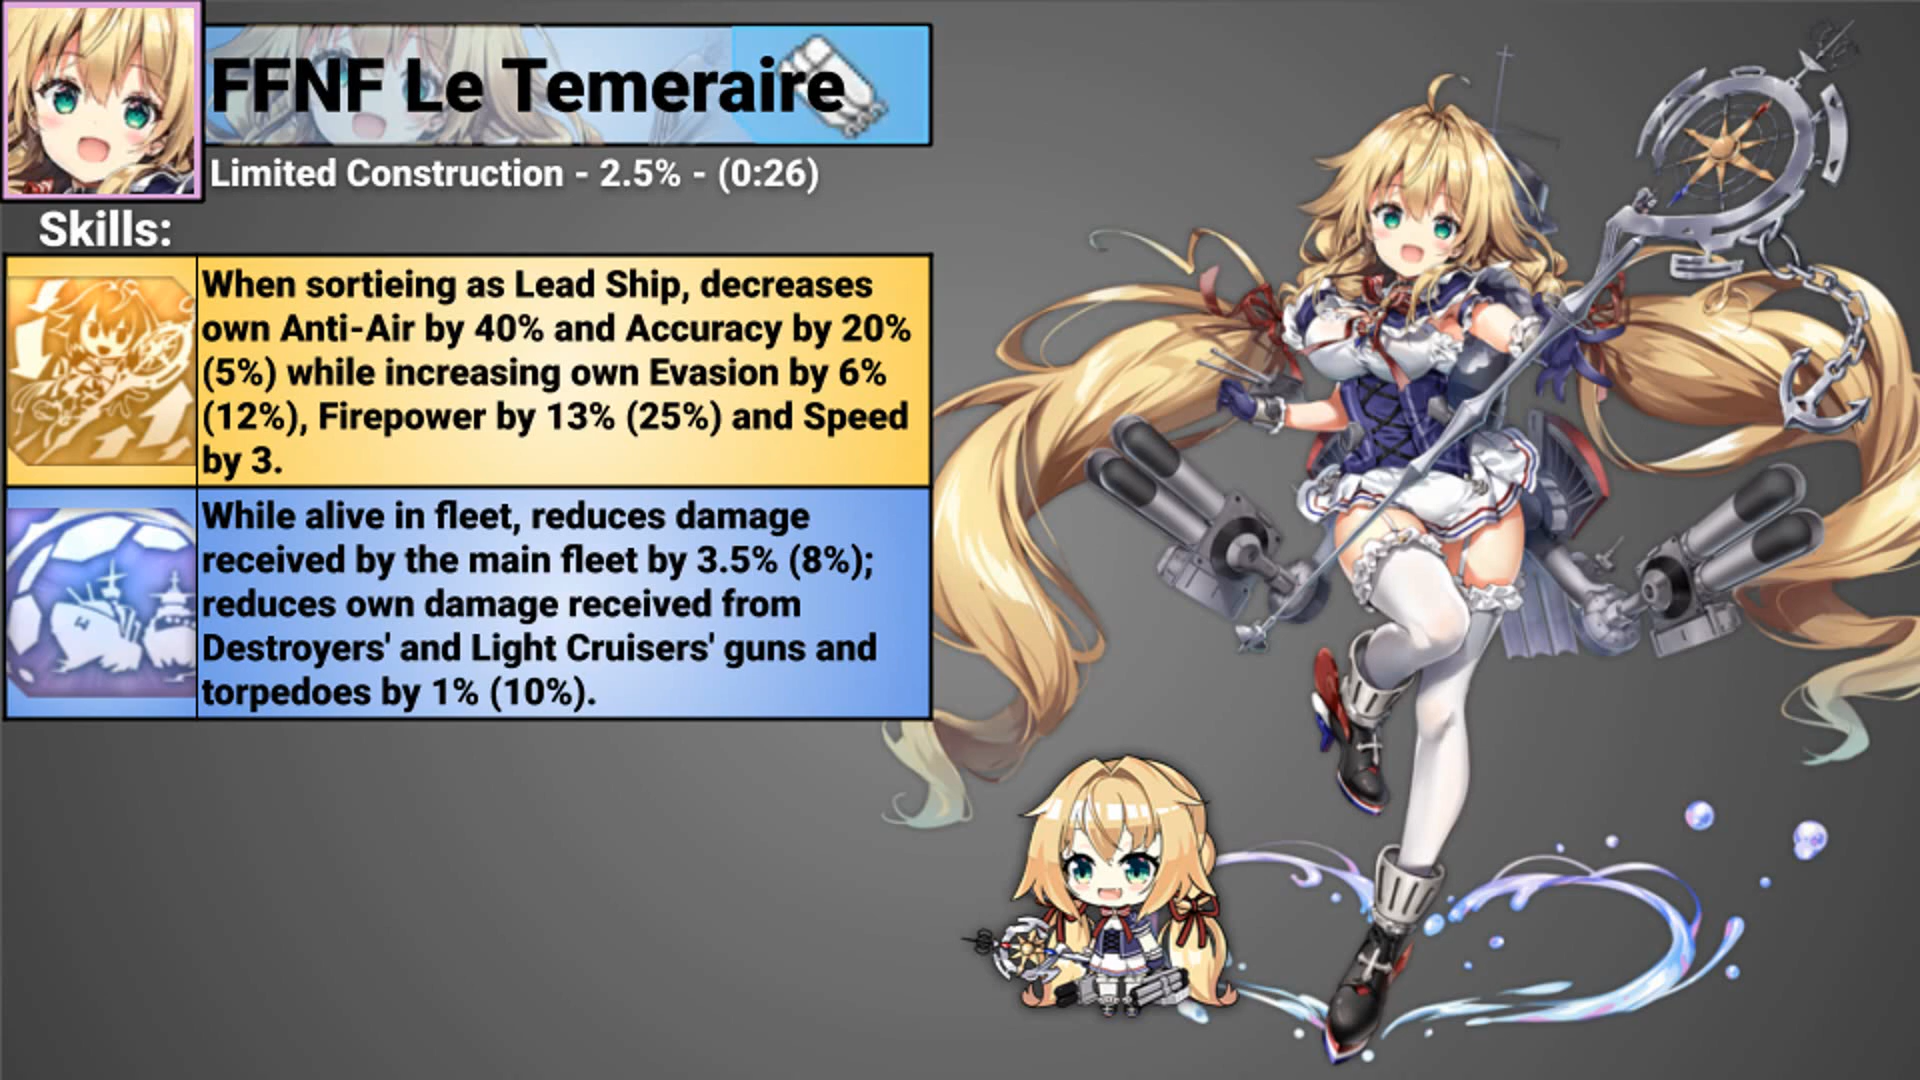 FFNF Le Temeraire
Limited Construction - 2.5% - (0:26)
Skills:
When sortieing as Lead Ship, decreases
own Anti-Air by 40% and Accuracy by 20%
(5%) while increasing own Evasion by 6%
(12%), Firepower by 13% (25%) and Speed
by 3.
While alive in fleet, reduces damage
received by the main fleet by 3.5% (8%);
reduces own damage received from
Destroyers' and Light Cruisers' guns and
torpedoes by 1% (10%).